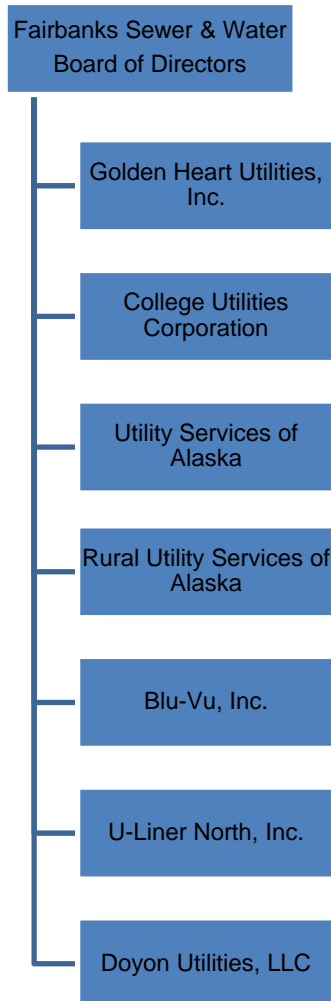 Fairbanks Sewer & Water
Board of Directors
Golden Heart Utilities,
Inc.
College Utilities
Corporation
Utility Services of
Alaska
Rural Utility Services of
Alaska
Blu-Vu, Inc.
U-Liner North, Inc.
Doyon Utilities, LLC